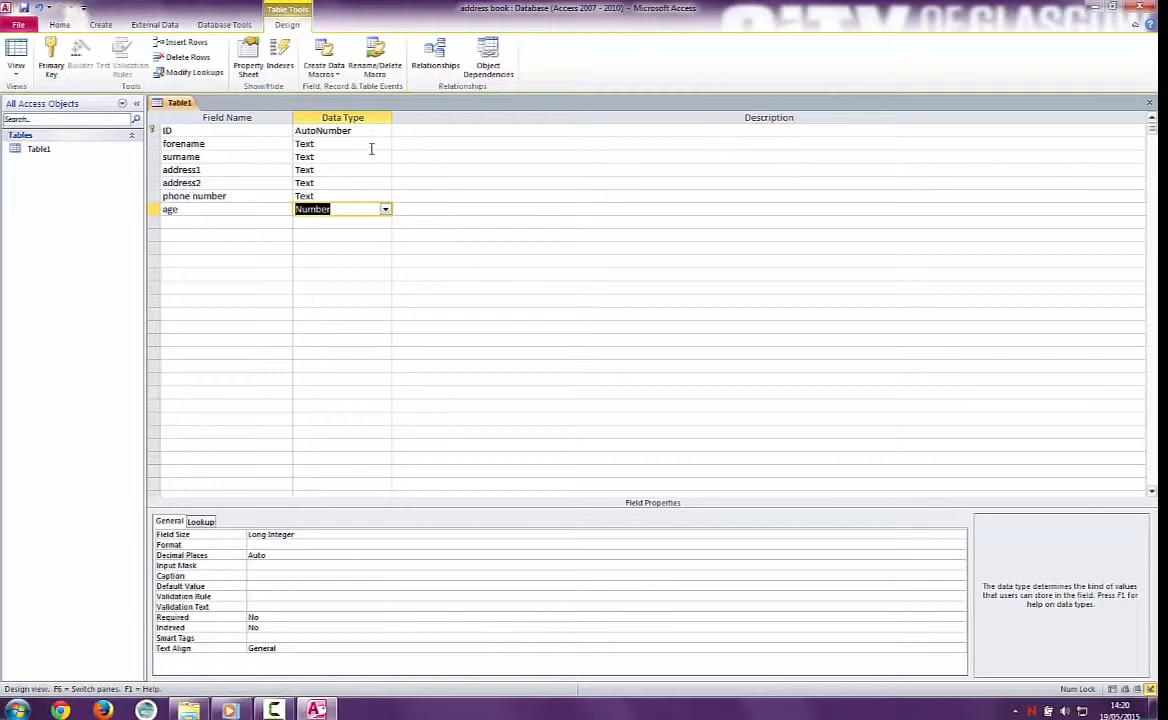 Table Tools
address book : Database (Access 2007 - 2010) - Microsoft Access
File Home Create External Data Database Tools Design
View
Primary Key
Builder
Test Validation Rules
Insert Rows
Delete Rows
Modify Lookups
Property Sheet
Indexes
Create Data Macros
Rename/Delete Macro
Relationships
Object Dependencies
Views Tools Show/Hide Field, Record & Table Events Relationships
All Access Objects
Search...
Tables
Table1
Table1
Field Name Data Type Description
ID AutoNumber
forename Text
surname Text
address1 Text
address2 Text
phone number Text
age Number
Field Properties
General Lookup
Field Size Long Integer
Format
Decimal Places Auto
Input Mask
Caption
Default Value
Validation Rule
Validation Text
Required No
Indexed No
Smart Tags
Text Align General
The data type determines the kind of values
that users can store in the field. Press F1 for
help on data types.
Design view. F6 = Switch panes. F1 = Help.
Num Lock
14:20
19/05/2015